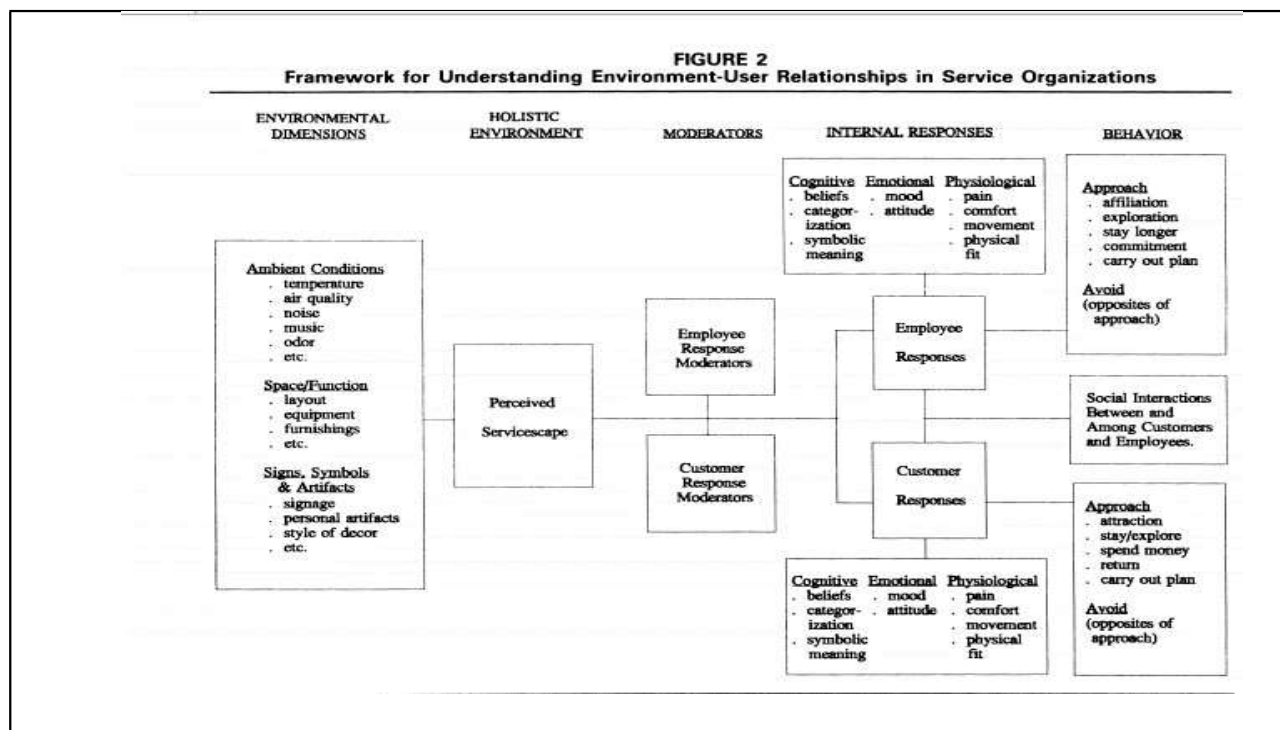 FIGURE 2
Framework for Understanding Environment-User Relationships in Service Organizations
ENVIRONMENTAL
DIMENSIONS
HOLISTIC
ENVIRONMENT
MODERATORS
INTERNAL RESPONSES
BEHAVIOR
Ambient Conditions
. temperature
. air quality
. noise
. music
. odor
. etc.
Space/Function
. layout
. equipment
. furnishings
. etc.
Signs, Symbols
& Artifacts
. signage
. personal artifacts
. style of decor
. etc.
Perceived
Servicescape
Employee
Response
Moderators
Customer
Response
Moderators
Cognitive Emotional Physiological
. beliefs . mood . pain
. categor- . attitude . comfort
ization . movement
. symbolic . physical
meaning fit
Employee
Responses
Customer
Responses
Cognitive Emotional Physiological
. beliefs . mood . pain
. categor- . attitude . comfort
ization . movement
. symbolic . physical
meaning fit
Approach
. affiliation
. exploration
. stay longer
. commitment
. carry out plan
Avoid
(opposites of
approach)
Social Interactions
Between and
Among Customers
and Employees.
Approach
. attraction
. stay/explore
. spend money
. return
. carry out plan
Avoid
(opposites of
approach)